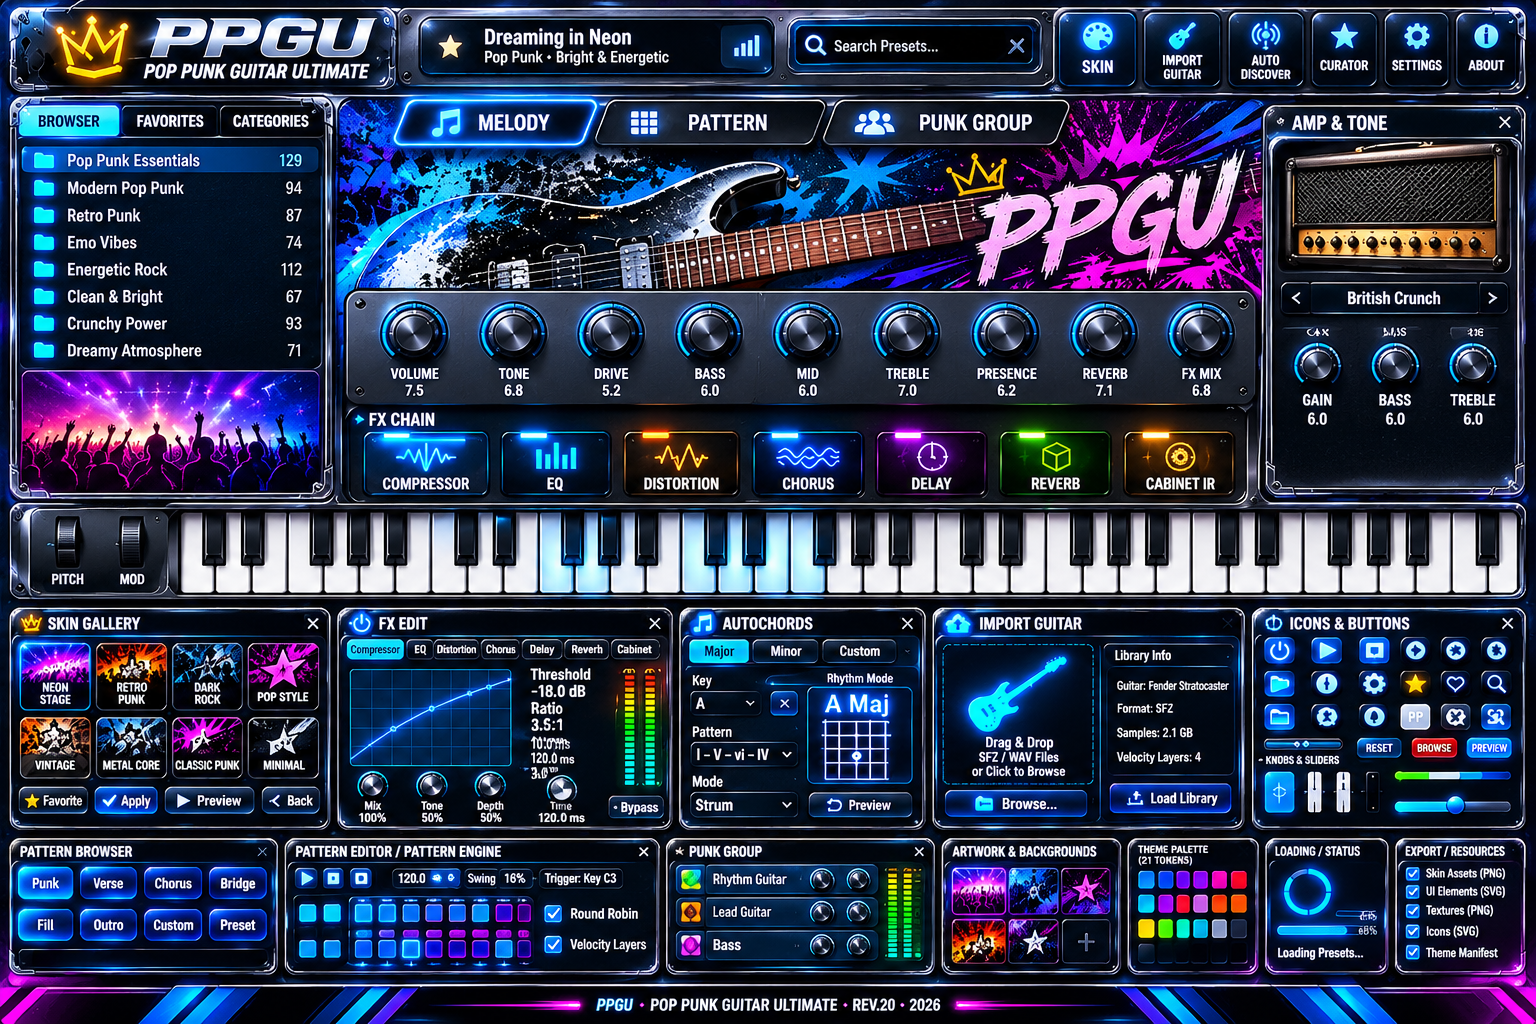 PPGU
POP PUNK GUITAR ULTIMATE
Dreaming in Neon
Pop Punk • Bright & Energetic
Search Presets...
SKIN
IMPORT GUITAR
AUTO DISCOVER
CURATOR
SETTINGS
ABOUT
BROWSER
FAVORITES
CATEGORIES
Pop Punk Essentials 129
Modern Pop Punk 94
Retro Punk 87
Emo Vibes 74
Energetic Rock 112
Clean & Bright 67
Crunchy Power 93
Dreamy Atmosphere 71
MELODY
PATTERN
PUNK GROUP
PPGU
VOLUME 7.5
TONE 6.8
DRIVE 5.2
BASS 6.0
MID 6.0
TREBLE 7.0
PRESENCE 6.2
REVERB 7.1
FX MIX 6.8
FX CHAIN
COMPRESSOR
EQ
DISTORTION
CHORUS
DELAY
REVERB
CABINET IR
AMP & TONE
British Crunch
GAIN 6.0
BASS 6.0
TREBLE 6.0
PITCH
MOD
SKIN GALLERY
NEON STAGE
RETRO PUNK
DARK ROCK
POP STYLE
VINTAGE
METAL CORE
CLASSIC PUNK
MINIMAL
Favorite
Apply
Preview
Back
FX EDIT
Compressor
EQ
Distortion
Chorus
Delay
Reverb
Cabinet
Threshold
-18.0 dB
Ratio
3.5:1
120.0 ms
Mix
100%
Tone
50%
Depth
50%
Time
120.0 ms
Bypass
AUTOCHORDS
Major
Minor
Custom
Key
A
Rhythm Mode
A Maj
Pattern
I – V – vi – IV
Mode
Strum
Preview
IMPORT GUITAR
Drag & Drop
SFZ / WAV Files
or Click to Browse
Browse...
Library Info
Guitar: Fender Stratocaster
Format: SFZ
Samples: 2.1 GB
Velocity Layers: 4
Load Library
ICONS & BUTTONS
PP
RESET
BROWSE
PREVIEW
KNOBS & SLIDERS
PATTERN BROWSER
Punk
Verse
Chorus
Bridge
Fill
Outro
Custom
Preset
PATTERN EDITOR / PATTERN ENGINE
120.0
Swing 16%
Trigger: Key C3
Round Robin
Velocity Layers
PUNK GROUP
Rhythm Guitar
Lead Guitar
Bass
ARTWORK & BACKGROUNDS
THEME PALETTE
(21 TOKENS)
LOADING / STATUS
Loading Presets...
EXPORT / RESOURCES
Skin Assets (PNG)
UI Elements (SVG)
Textures (PNG)
Icons (SVG)
Theme Manifest
PPGU • POP PUNK GUITAR ULTIMATE • REV.20 • 2026